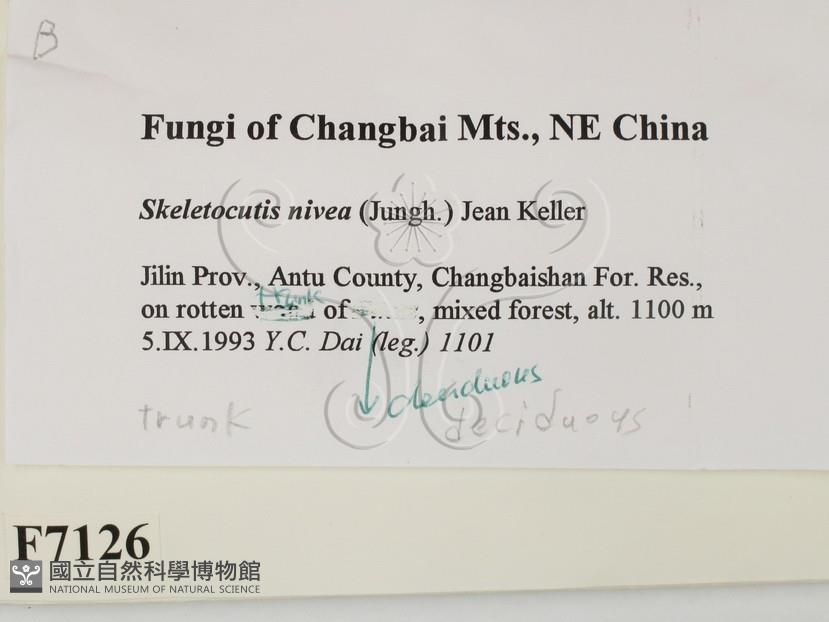 B
Fungi of Changbai Mts., NE China
Skeletocutis nivea (Jungh.) Jean Keller
Jilin Prov., Antu County, Changbaishan For. Res.,
trunk
on rotten of , mixed forest, alt. 1100 m
5.IX.1993 Y.C. Dai (leg.) 1101
deciduous
trunk deciduous
F7126
國立自然科學博物館
NATIONAL MUSEUM OF NATURAL SCIENCE